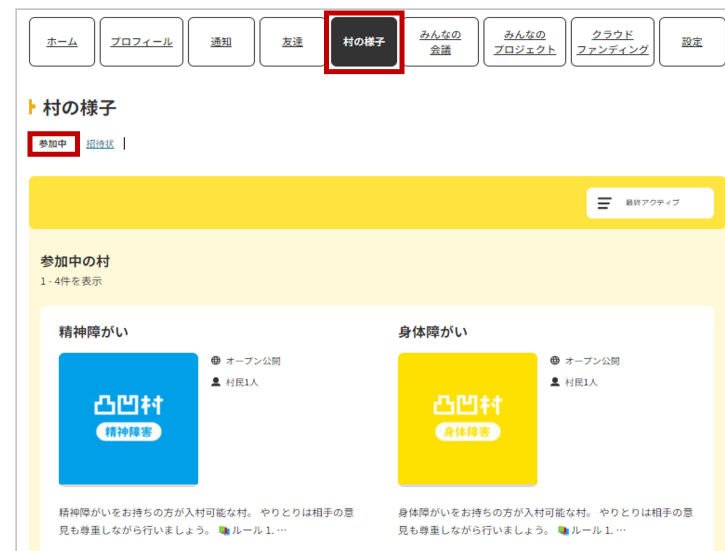 ホーム
プロフィール
通知
友達
村の様子
みんなの
会議
みんなの
プロジェクト
クラウド
ファンディング
設定
村の様子
参加中 招待状
最終アクティブ
参加中の村
1 - 4件を表示
精神障がい
オープン公開
村民1人
凸凹村
精神障害
精神障がいをお持ちの方が入村可能な村。 やりとりは相手の意
見も尊重しながら行いましょう。 📚 ルール 1. …
身体障がい
オープン公開
村民1人
凸凹村
身体障害
身体障がいをお持ちの方が入村可能な村。 やりとりは相手の意
見も尊重しながら行いましょう。 📚 ルール 1. …